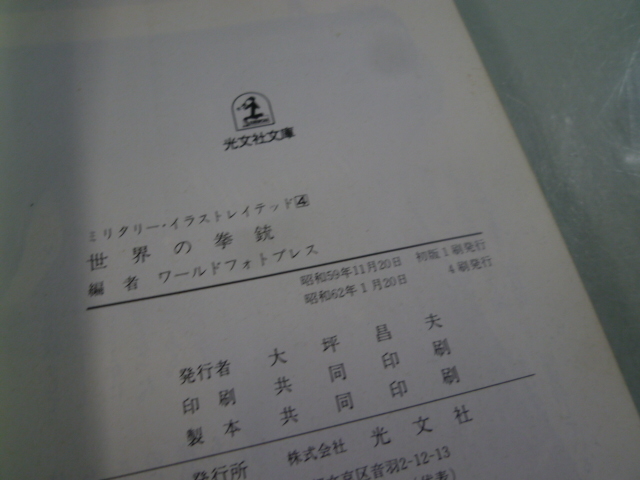 光文社文庫
ミリタリー・イラストレイテッド4
世界の拳銃
編者 ワールドフォトプレス
昭和59年11月20日 初版1刷発行
昭和62年1月20日 4刷発行
発行者 大坪昌夫
印刷 共同印刷
製本 共同印刷
発行所 株式会社 光文社
文京区音羽2-12-13
(代表)